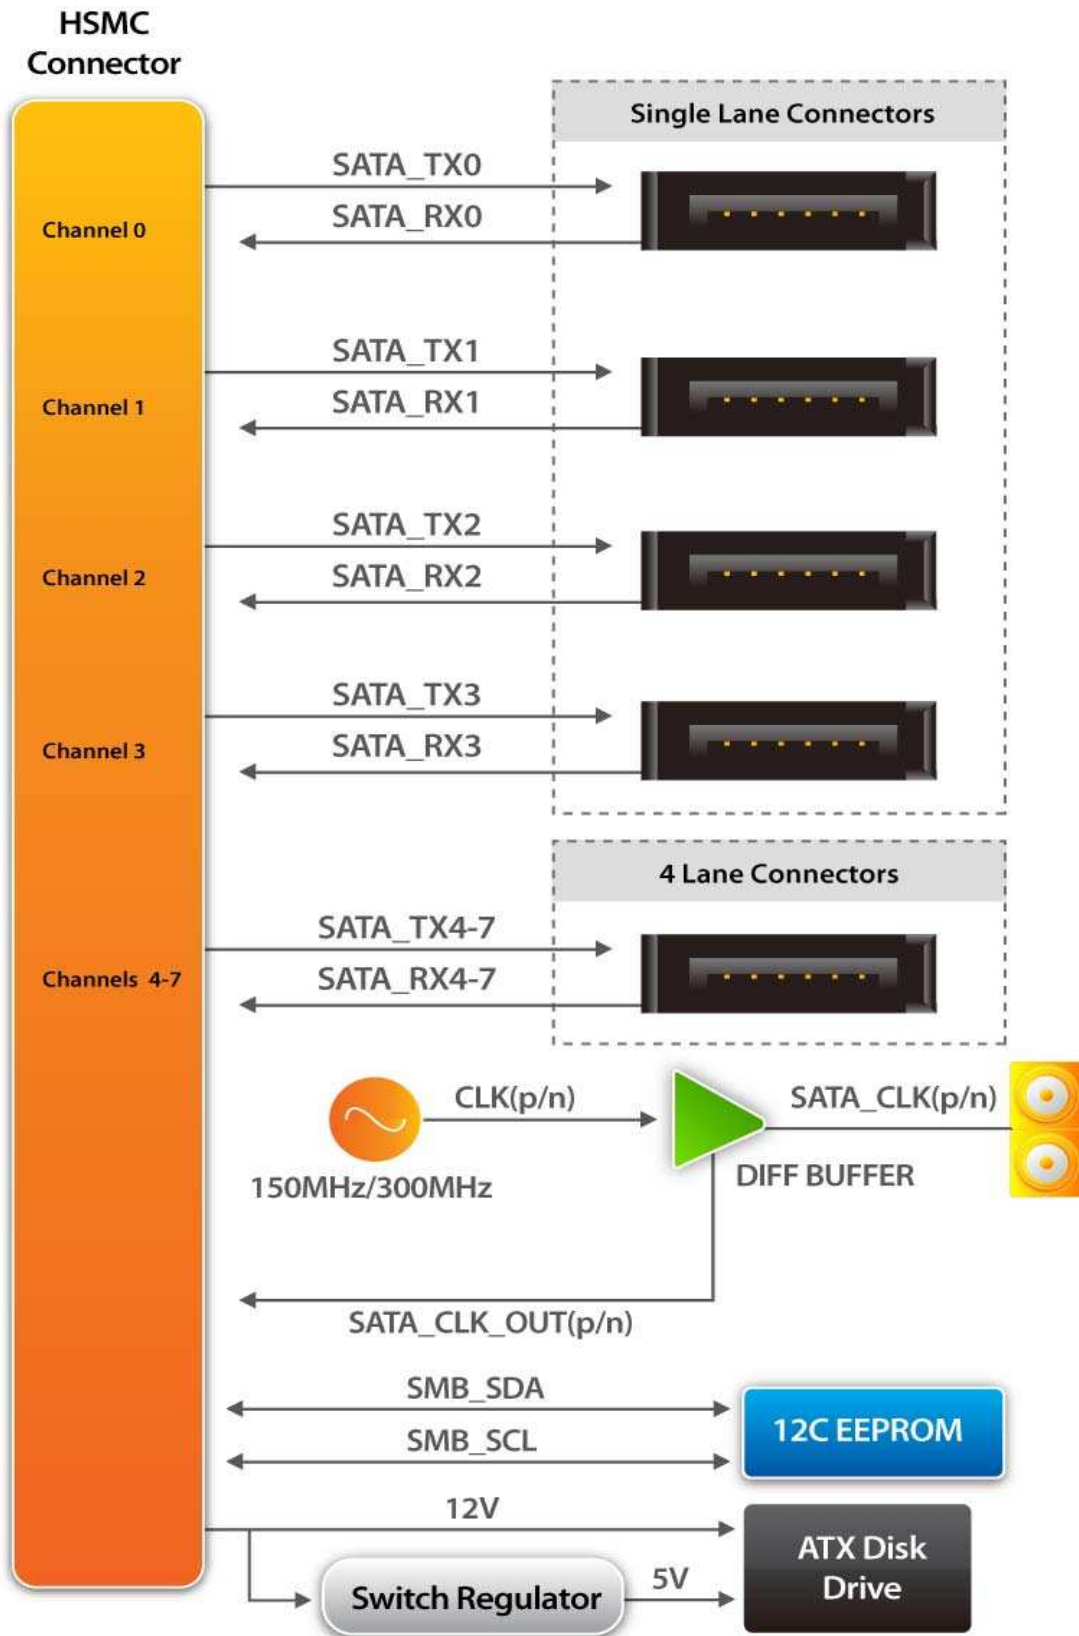 HSMC
Connector
Single Lane Connectors
SATA_TX0
SATA_RX0
Channel 0
SATA_TX1
SATA_RX1
Channel 1
SATA_TX2
SATA_RX2
Channel 2
SATA_TX3
SATA_RX3
Channel 3
4 Lane Connectors
SATA_TX4-7
SATA_RX4-7
Channels 4-7
CLK(p/n)
SATA_CLK(p/n)
150MHz/300MHz
DIFF BUFFER
SATA_CLK_OUT(p/n)
SMB_SDA
SMB_SCL
12C EEPROM
12V
ATX Disk
Drive
Switch Regulator
5V